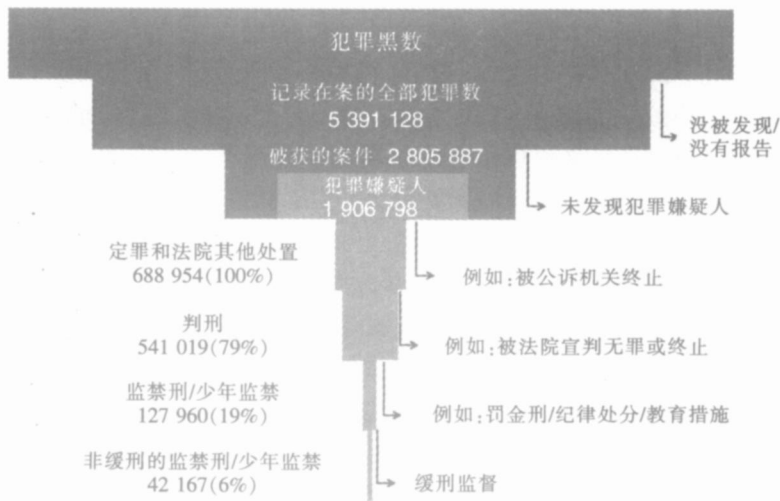 犯罪黑数
记录在案的全部犯罪数
5 391 128
没被发现/
没有报告
破获的案件 2 805 887
犯罪嫌疑人
1 906 798
未发现犯罪嫌疑人
定罪和法院其他处置
688 954(100%)
例如:被公诉机关终止
判刑
541 019(79%)
例如:被法院宣判无罪或终止
监禁刑/少年监禁
127 960(19%)
例如:罚金刑/纪律处分/教育措施
非缓刑的监禁刑/少年监禁
42 167(6%)
缓刑监督